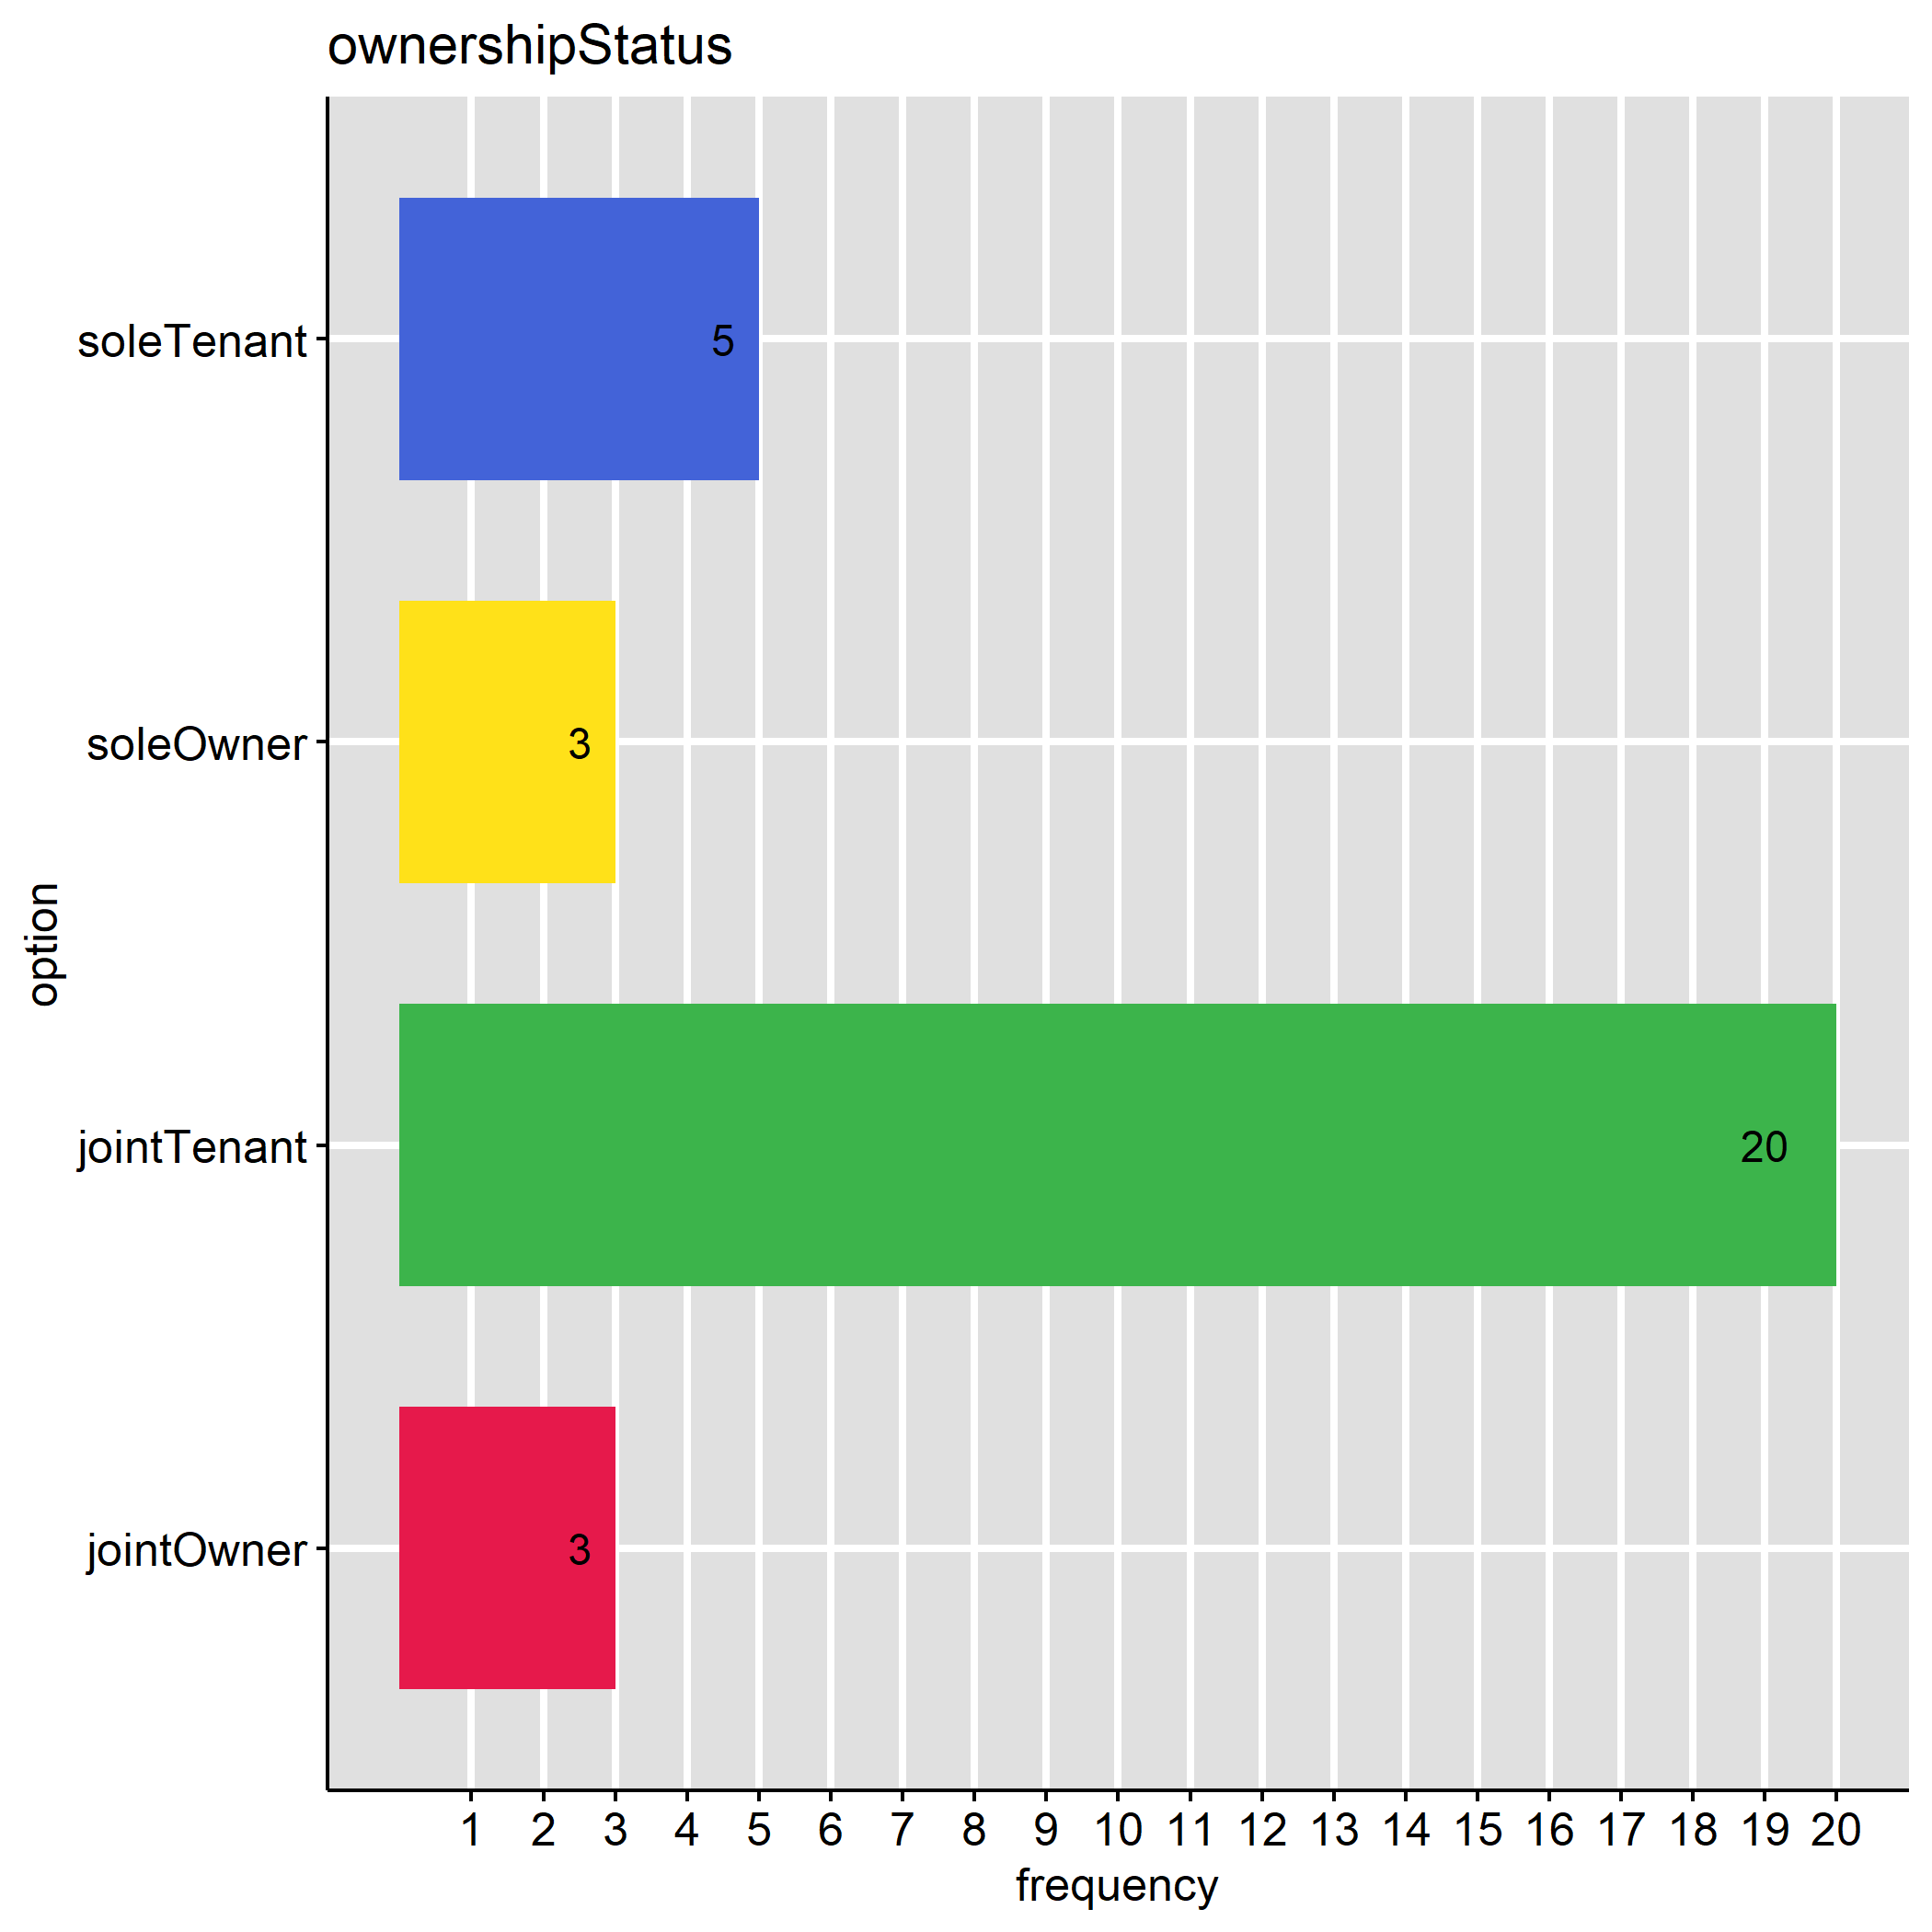 ownershipStatus
soleTenant
5
soleOwner
3
option
jointTenant
20
jointOwner
3
1 2 3 4 5 6 7 8 9 10 11 12 13 14 15 16 17 18 19 20
frequency